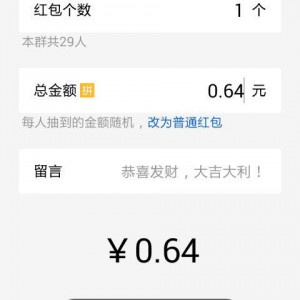 红包个数 1 个
本群共29人
总金额 拼 0.64 元
每人抽到的金额随机，改为普通红包
留言 恭喜发财，大吉大利！
￥0.64